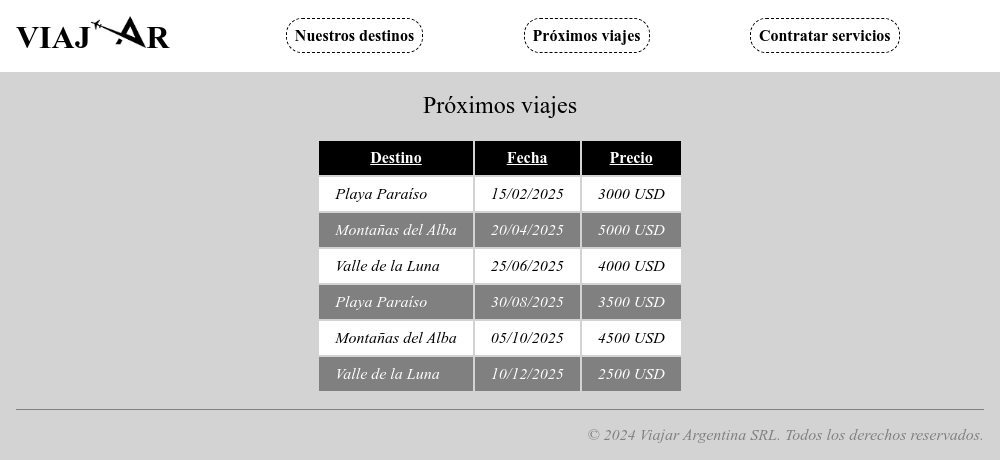 VIAJAR Nuestros destinos Próximos viajes Contratar servicios
Próximos viajes
Destino Fecha Precio
Playa Paraíso 15/02/2025 3000 USD
Montañas del Alba 20/04/2025 5000 USD
Valle de la Luna 25/06/2025 4000 USD
Playa Paraíso 30/08/2025 3500 USD
Montañas del Alba 05/10/2025 4500 USD
Valle de la Luna 10/12/2025 2500 USD
© 2024 Viajar Argentina SRL. Todos los derechos reservados.